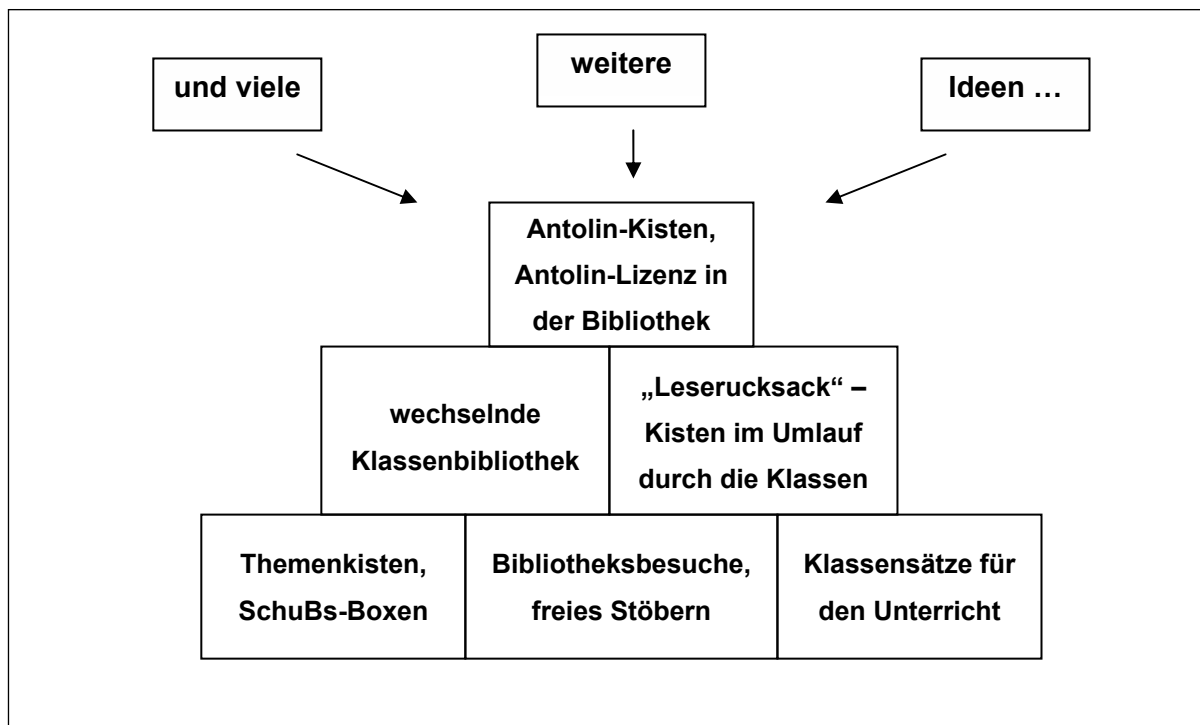 und viele
weitere
Ideen …
Antolin-Kisten,
Antolin-Lizenz in
der Bibliothek
wechselnde
Klassenbibliothek
„Leserucksack“ –
Kisten im Umlauf
durch die Klassen
Themenkisten,
SchuBs-Boxen
Bibliotheksbesuche,
freies Stöbern
Klassensätze für
den Unterricht